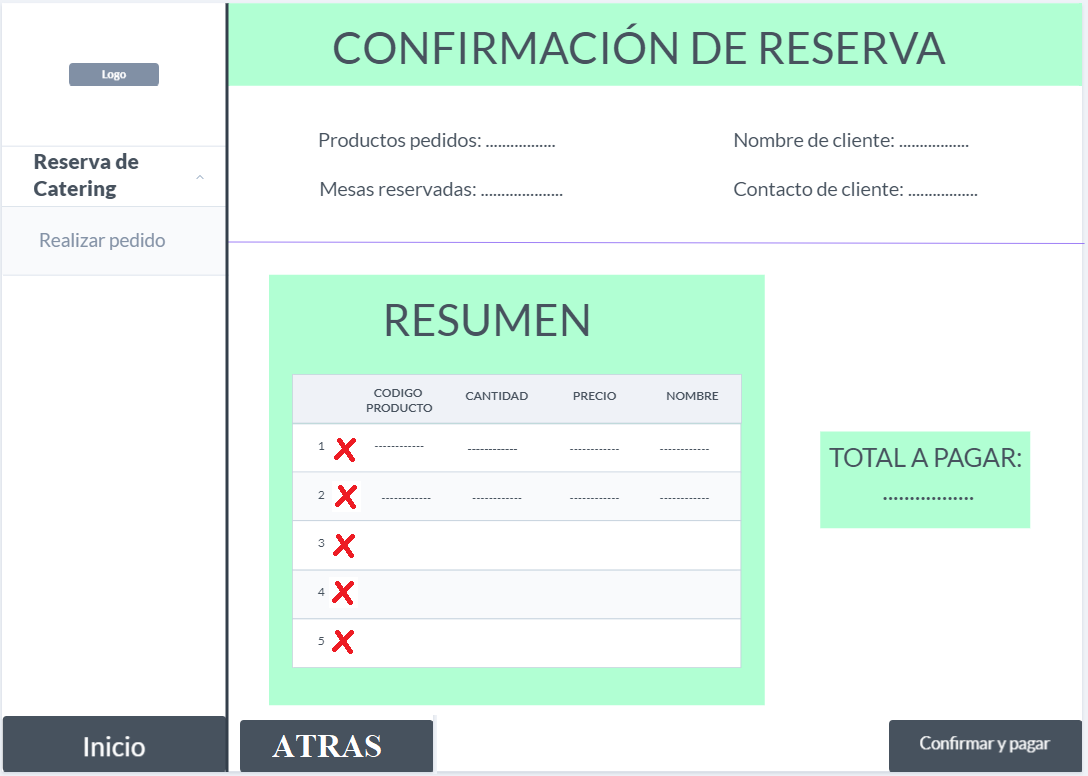 Logo
Reserva de
Catering
Realizar pedido
Inicio
CONFIRMACIÓN DE RESERVA
Productos pedidos: ................
Nombre de cliente: ................
Mesas reservadas: ...................
Contacto de cliente: ................
RESUMEN
CODIGO
PRODUCTO
CANTIDAD
PRECIO
NOMBRE
1 ------------ ------------ ------------ ------------
2 ------------ ------------ ------------ ------------
3
4
5
TOTAL A PAGAR:
.................
ATRAS
Confirmar y pagar